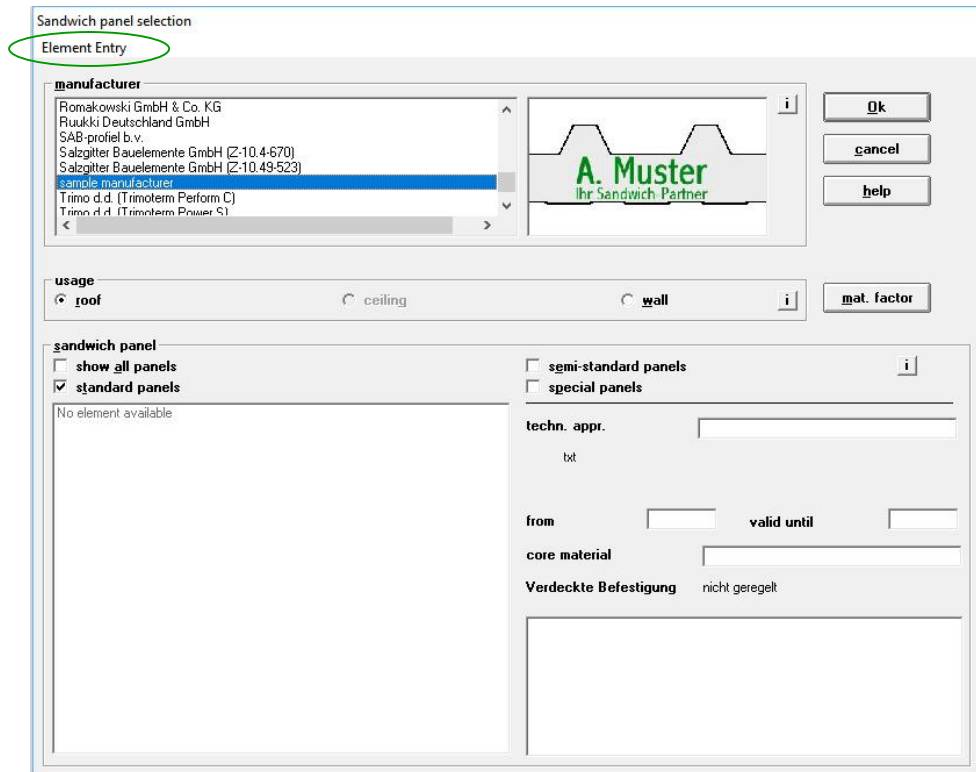 Sandwich panel selection
Element Entry
manufacturer
Romakowski GmbH & Co. KG
Ruukki Deutschland GmbH
SAB-profiel b.v.
Salzgitter Bauelemente GmbH (Z-10.4-670)
Salzgitter Bauelemente GmbH (Z-10.49-523)
sample manufacturer
Trimo d.d. (Trimoterm Perform C)
Trimo d.d. (Trimoterm Power S)
A. Muster
Ihr Sandwich-Partner
i
Ok
cancel
help
usage
roof
ceiling
wall
i
mat. factor
sandwich panel
show all panels
standard panels
semi-standard panels
special panels
i
No element available
techn. appr.
txt
from
valid until
core material
Verdeckte Befestigung
nicht geregelt